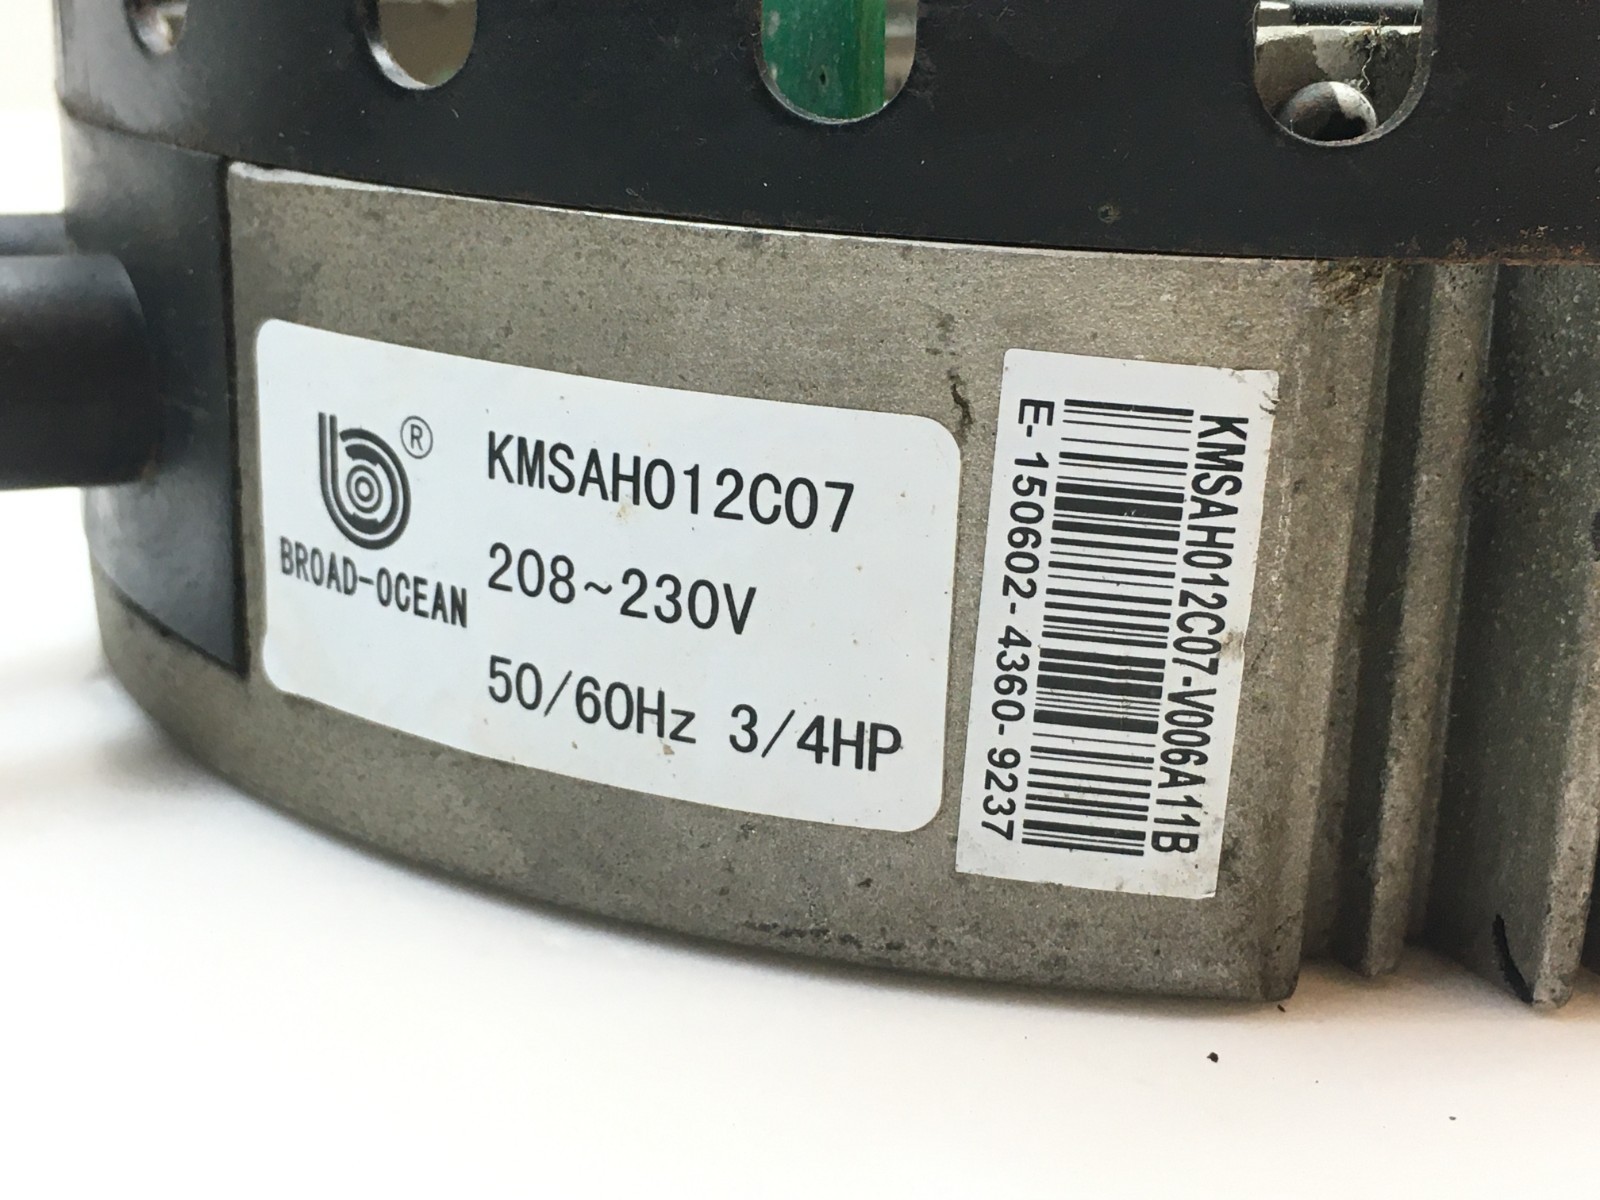 ®
BROAD-OCEAN
KMSAH012C07
208~230V
50/60Hz 3/4HP
KMSAH012C07-V006A11B
E-150602-4360-9237